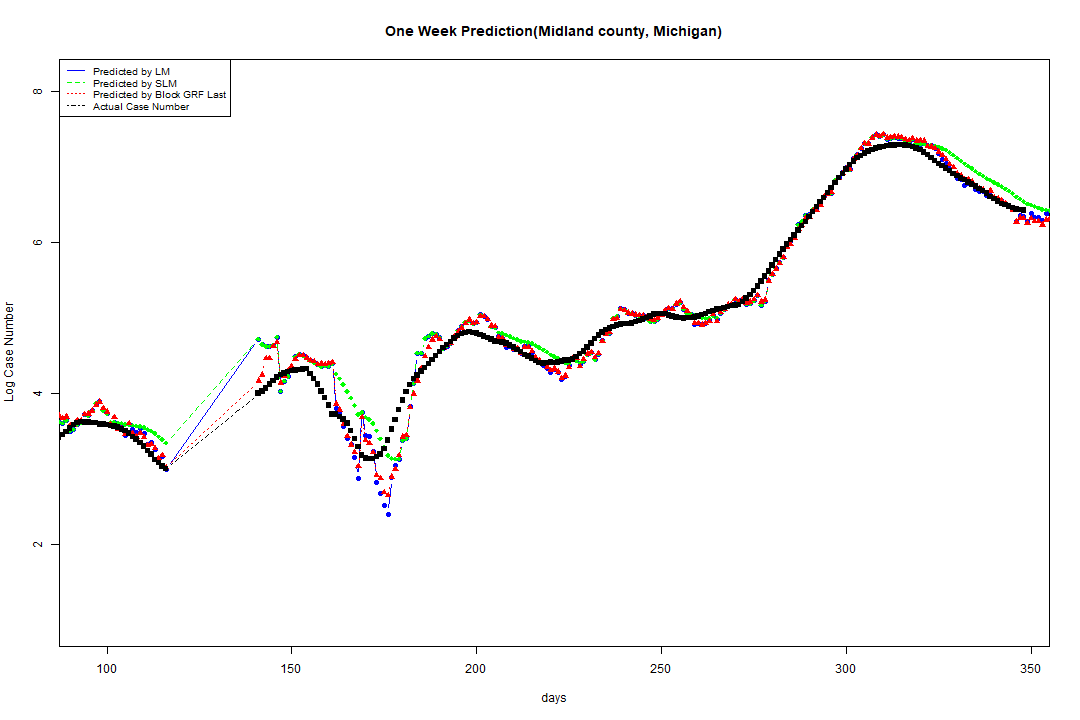 One Week Prediction(Midland county, Michigan)
Predicted by LM
Predicted by SLM
Predicted by Block GRF Last
Actual Case Number
8
6
4
2
Log Case Number
100 150 200 250 300 350
days